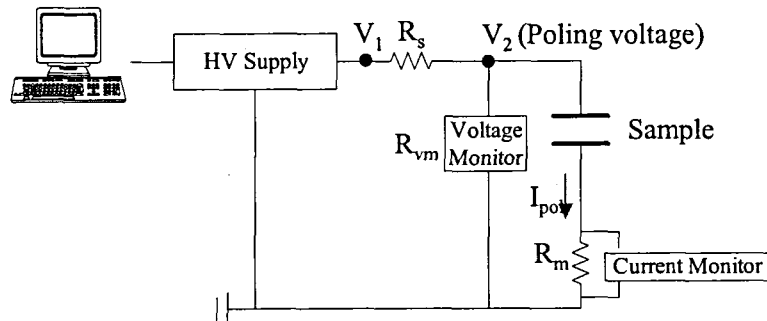 V₁ Rₛ V₂ (Poling voltage)
HV Supply
Voltage
Monitor
Rᵥₘ
Sample
Iₚₒₗ
Rₘ
Current Monitor